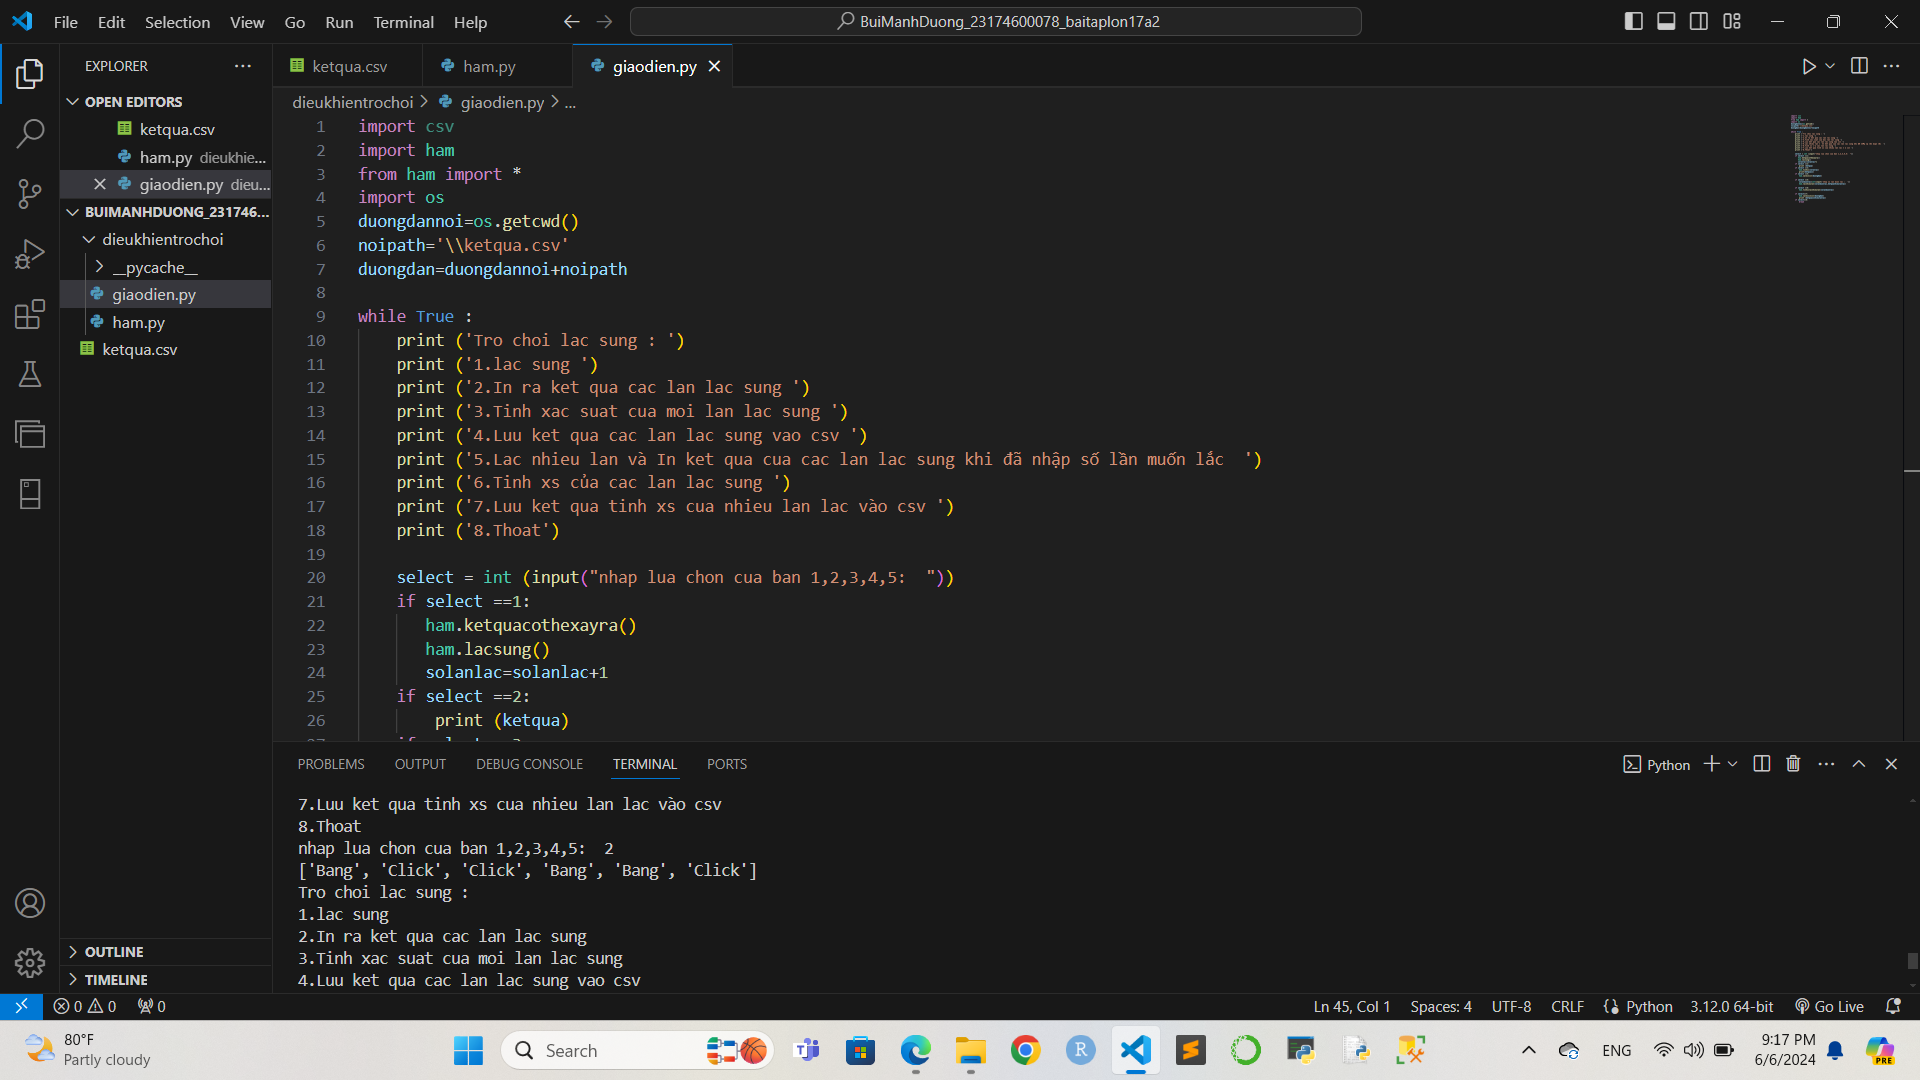 File Edit Selection View Go Run Terminal Help
BuiManhDuong_23174600078_baitaplon17a2
EXPLORER
OPEN EDITORS
ketqua.csv
ham.py dieukhie...
giaodien.py dieu...
BUIMANHDUONG_231746...
dieukhientrochoi
__pycache__
giaodien.py
ham.py
ketqua.csv
OUTLINE
TIMELINE
ketqua.csv ham.py giaodien.py
dieukhientrochoi > giaodien.py > ...
1 import csv
2 import ham
3 from ham import *
4 import os
5 duongdannoi=os.getcwd()
6 noipath='\\ketqua.csv'
7 duongdan=duongdannoi+noipath
8
9 while True :
10 print ('Tro choi lac sung : ')
11 print ('1.lac sung ')
12 print ('2.In ra ket qua cac lan lac sung ')
13 print ('3.Tinh xac suat cua moi lan lac sung ')
14 print ('4.Luu ket qua cac lan lac sung vao csv ')
15 print ('5.Lac nhieu lan và In ket qua cua cac lan lac sung khi đã nhập số lần muốn lắc  ')
16 print ('6.Tinh xs của cac lan lac sung ')
17 print ('7.Luu ket qua tinh xs cua nhieu lan lac vào csv ')
18 print ('8.Thoat')
19
20 select = int (input("nhap lua chon cua ban 1,2,3,4,5:  "))
21 if select ==1:
22 ham.ketquacothexayra()
23 ham.lacsung()
24 solanlac=solanlac+1
25 if select ==2:
26 print (ketqua)
PROBLEMS OUTPUT DEBUG CONSOLE TERMINAL PORTS
Python
7.Luu ket qua tinh xs cua nhieu lan lac vào csv
8.Thoat
nhap lua chon cua ban 1,2,3,4,5:  2
['Bang', 'Click', 'Click', 'Bang', 'Bang', 'Click']
Tro choi lac sung :
1.lac sung
2.In ra ket qua cac lan lac sung
3.Tinh xac suat cua moi lan lac sung
4.Luu ket qua cac lan lac sung vao csv
0 0 0
Ln 45, Col 1 Spaces: 4 UTF-8 CRLF Python 3.12.0 64-bit Go Live
80°F
Partly cloudy
Search
R
PRE
ENG
9:17 PM
6/6/2024